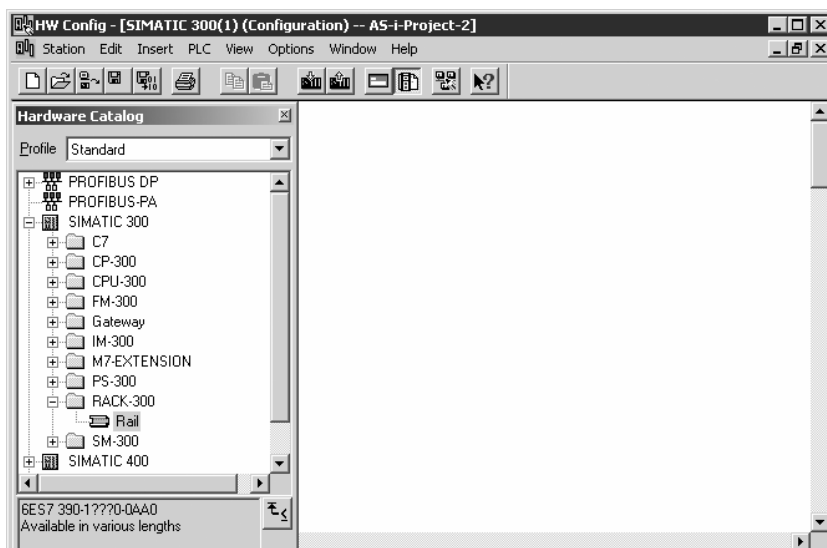 HW Config - [SIMATIC 300(1) (Configuration) -- AS-i-Project-2]
Station Edit Insert PLC View Options Window Help
Hardware Catalog
Profile Standard
PROFIBUS DP
PROFIBUS-PA
SIMATIC 300
C7
CP-300
CPU-300
FM-300
Gateway
IM-300
M7-EXTENSION
PS-300
RACK-300
Rail
SM-300
SIMATIC 400
6ES7 390-1???0-0AA0
Available in various lengths